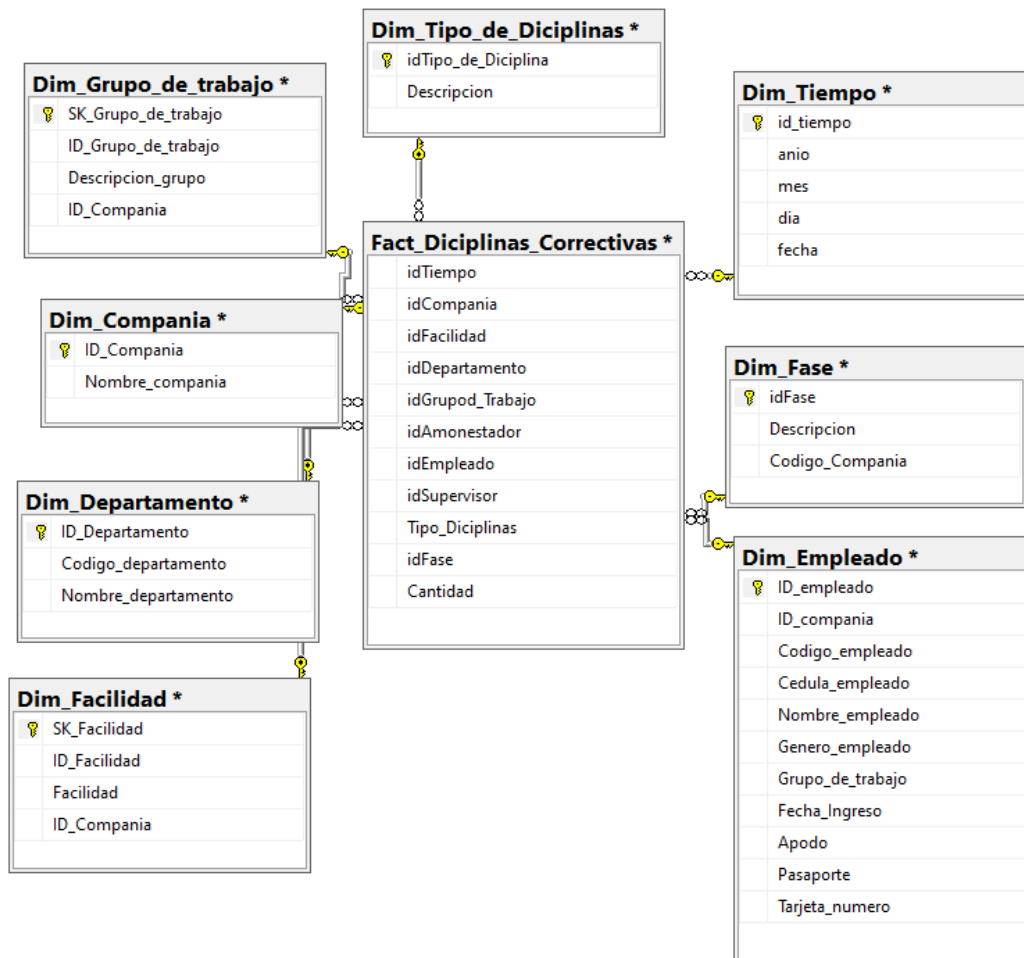 Dim_Tipo_de_Diciplinas *
idTipo_de_Diciplina
Descripcion
Dim_Grupo_de_trabajo *
SK_Grupo_de_trabajo
ID_Grupo_de_trabajo
Descripcion_grupo
ID_Compania
Dim_Tiempo *
id_tiempo
anio
mes
dia
fecha
Fact_Diciplinas_Correctivas *
idTiempo
idCompania
idFacilidad
idDepartamento
idGrupod_Trabajo
idAmonestador
idEmpleado
idSupervisor
Tipo_Diciplinas
idFase
Cantidad
Dim_Compania *
ID_Compania
Nombre_compania
Dim_Fase *
idFase
Descripcion
Codigo_Compania
Dim_Departamento *
ID_Departamento
Codigo_departamento
Nombre_departamento
Dim_Empleado *
ID_empleado
ID_compania
Codigo_empleado
Cedula_empleado
Nombre_empleado
Genero_empleado
Grupo_de_trabajo
Fecha_Ingreso
Apodo
Pasaporte
Tarjeta_numero
Dim_Facilidad *
SK_Facilidad
ID_Facilidad
Facilidad
ID_Compania